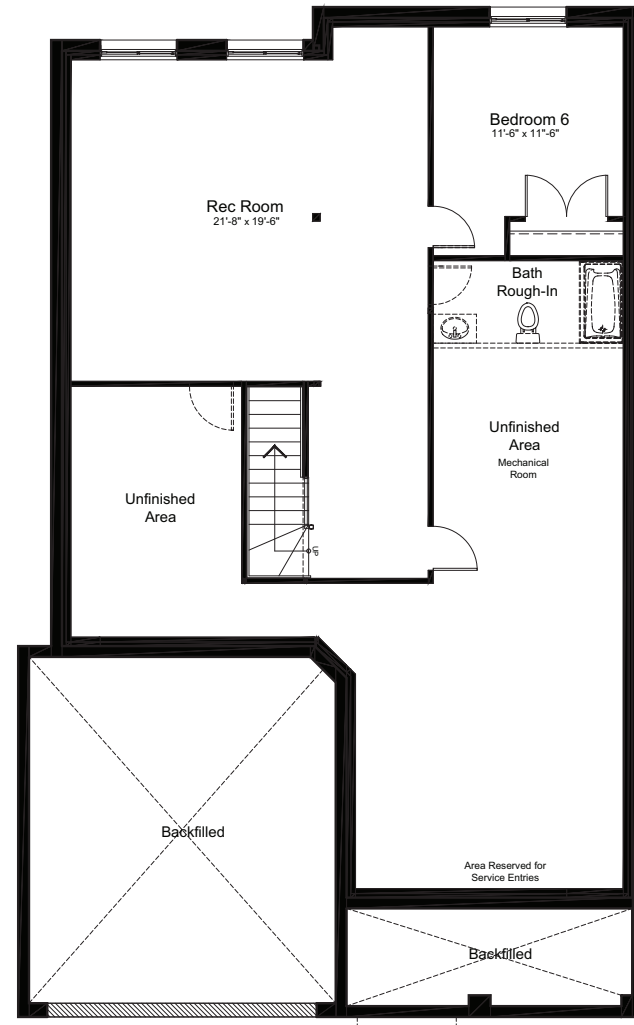 Bedroom 6
11'-6" x 11"-6"
Rec Room
21'-8" x 19'-6"
Bath
Rough-In
Unfinished
Area
Mechanical
Room
Unfinished
Area
UP
Backfilled
Area Reserved for
Service Entries
Backfilled